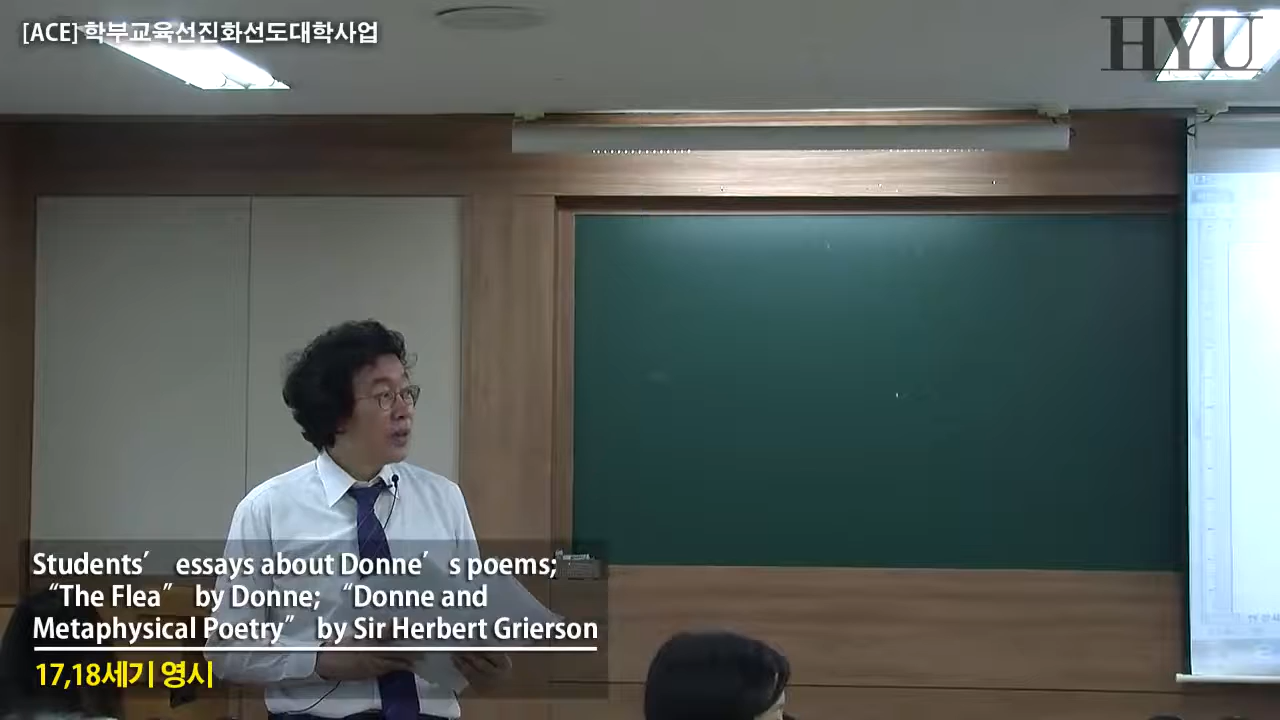 [ACE] 학부교육선진화선도대학사업
HYU
Students’ essays about Donne’s poems;
“The Flea” by Donne; “Donne and
Metaphysical Poetry” by Sir Herbert Grierson
17,18세기 영시